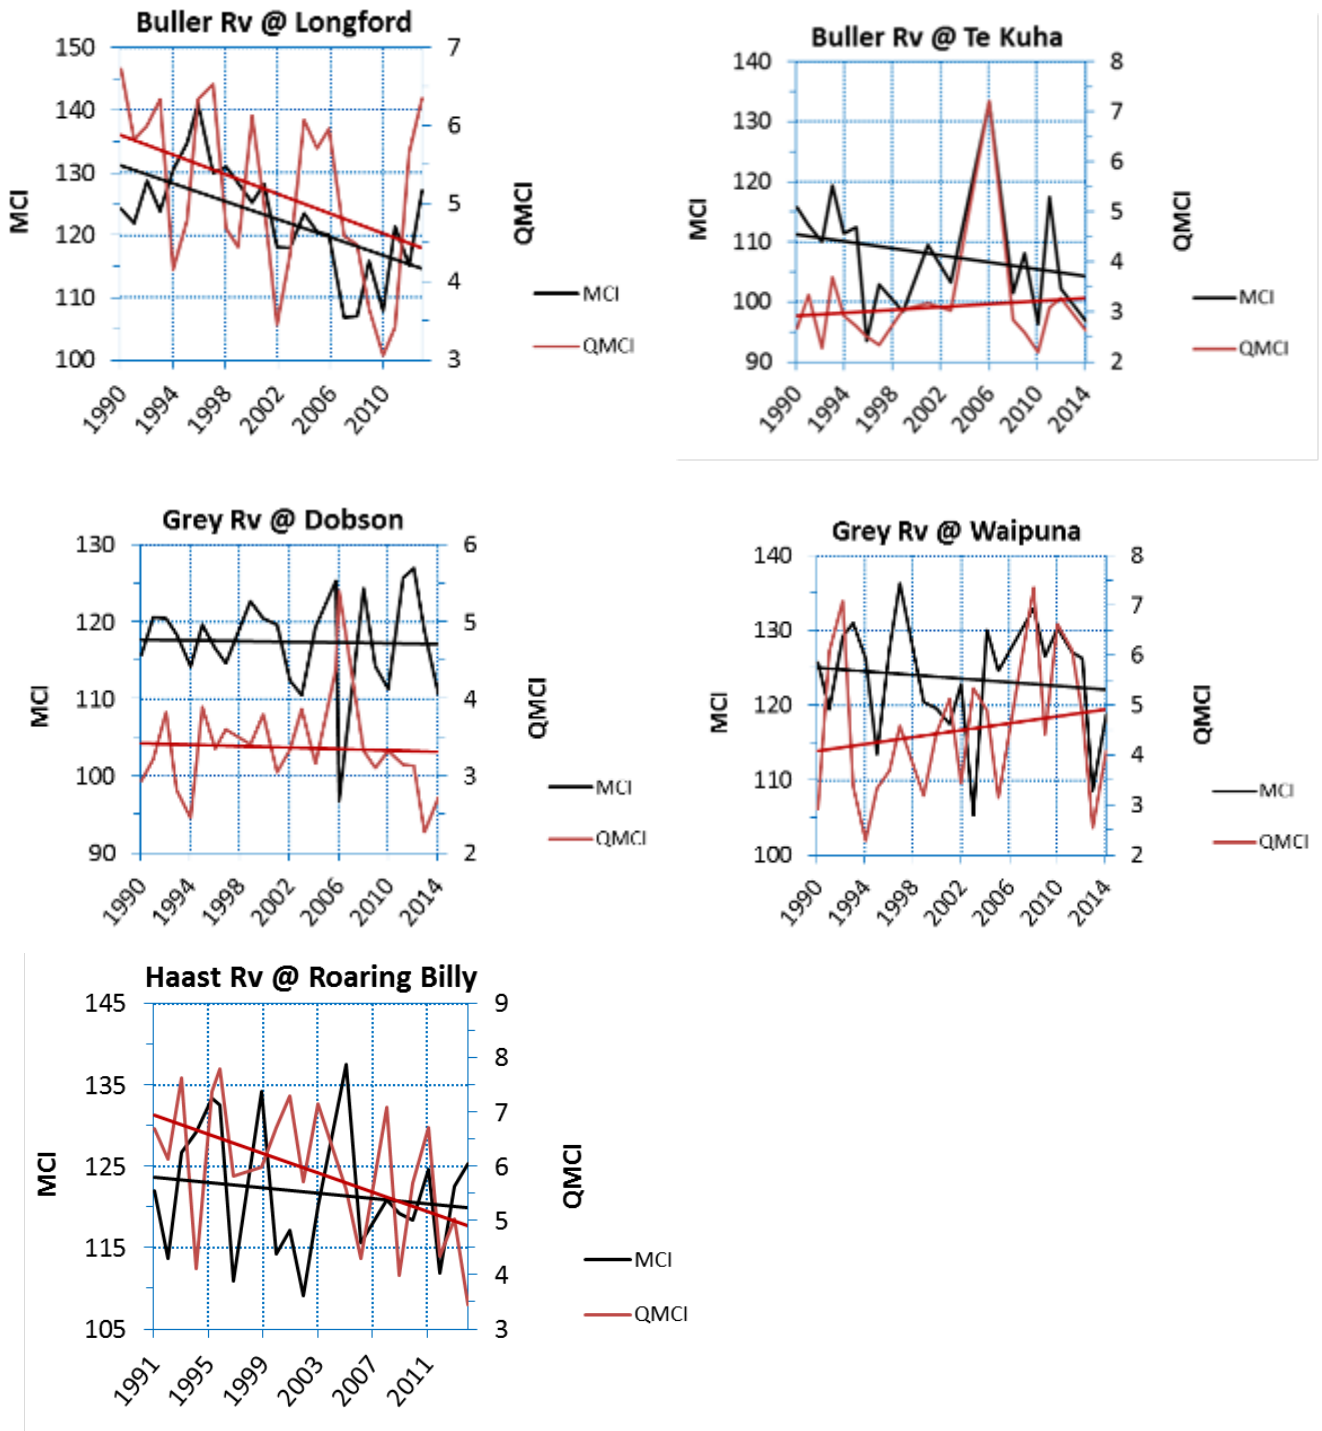 Buller Rv @ Longford
150 7
140 6
130
5
120
4
110
100 3
MCI
QMCI
1990 1994 1998 2002 2006 2010
MCI
QMCI
Buller Rv @ Te Kuha
140 8
7
130
6
120
5
110
4
100
3
90 2
MCI
QMCI
1990 1994 1998 2002 2006 2010 2014
MCI
QMCI
Grey Rv @ Dobson
130 6
120 5
110 4
100 3
90 2
MCI
QMCI
1990 1994 1998 2002 2006 2010 2014
MCI
QMCI
Grey Rv @ Waipuna
140 8
7
130
6
120 5
4
110
3
100 2
MCI
QMCI
1990 1994 1998 2002 2006 2010 2014
MCI
QMCI
Haast Rv @ Roaring Billy
145 9
8
135
7
125 6
5
115
4
105 3
MCI
QMCI
1991 1995 1999 2003 2007 2011
MCI
QMCI